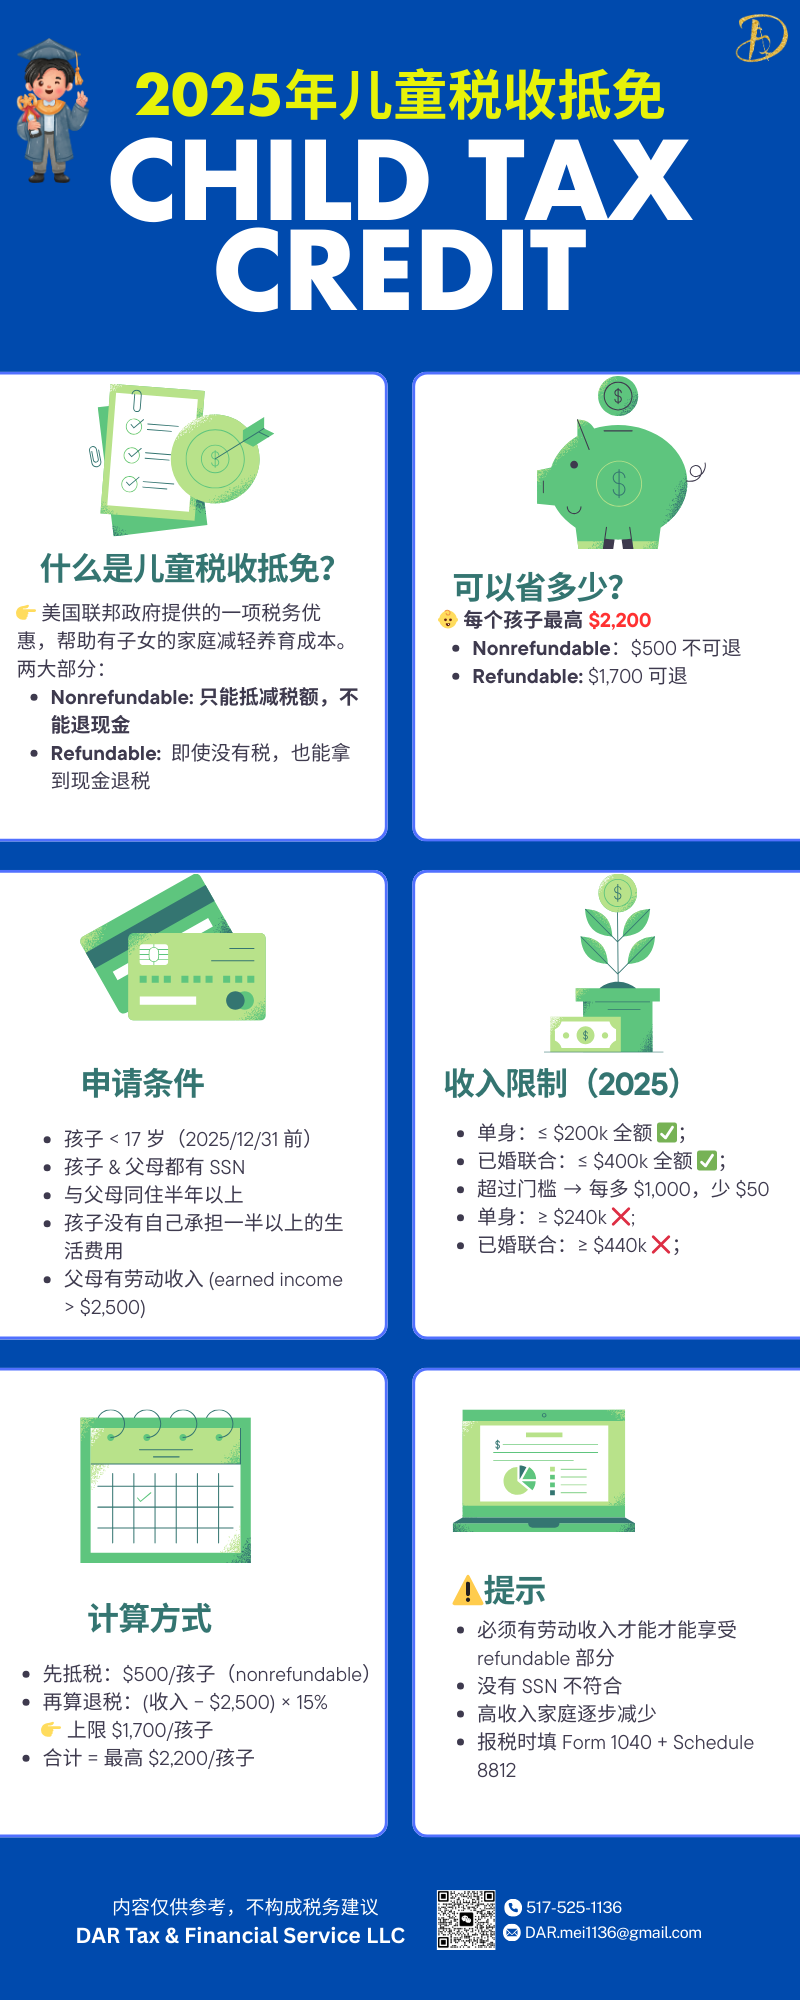 2025年儿童税收抵免
CHILD TAX
CREDIT
什么是儿童税收抵免？
👉 美国联邦政府提供的一项税务优
惠，帮助有子女的家庭减轻养育成本。
两大部分：
• Nonrefundable: 只能抵减税额，不
能退现金
• Refundable: 即使没有税，也能拿
到现金退税
可以省多少？
👶 每个孩子最高 $2,200
• Nonrefundable：$500 不可退
• Refundable: $1,700 可退
申请条件
• 孩子 < 17 岁（2025/12/31 前）
• 孩子 & 父母都有 SSN
• 与父母同住半年以上
• 孩子没有自己承担一半以上的生
活费用
• 父母有劳动收入 (earned income
> $2,500)
收入限制（2025）
• 单身：≤ $200k 全额 ✅；
• 已婚联合：≤ $400k 全额 ✅；
• 超过门槛 → 每多 $1,000，少 $50
• 单身：≥ $240k ❌;
• 已婚联合：≥ $440k ❌；
计算方式
• 先抵税：$500/孩子（nonrefundable）
• 再算退税：(收入 − $2,500) × 15%
👉 上限 $1,700/孩子
• 合计 = 最高 $2,200/孩子
⚠️提示
• 必须有劳动收入才能才能享受
refundable 部分
• 没有 SSN 不符合
• 高收入家庭逐步减少
• 报税时填 Form 1040 + Schedule
8812
内容仅供参考，不构成税务建议
DAR Tax & Financial Service LLC
517-525-1136
DAR.mei1136@gmail.com